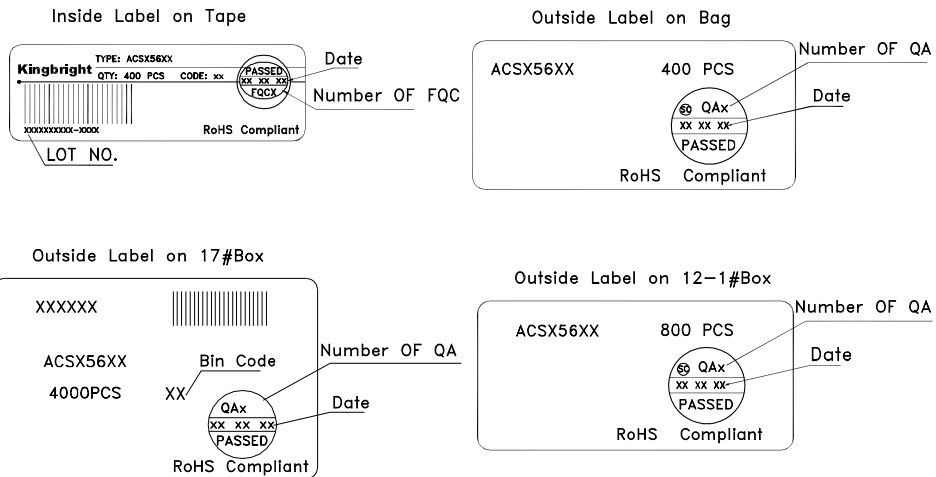 Inside Label on Tape
Kingbright
TYPE: ACSX56XX
QTY: 400 PCS CODE: xx
PASSED
XX XX XX
FQCX
Date
Number OF FQC
XXXXXXXXXX-XXXX
RoHS Compliant
LOT NO.
Outside Label on Bag
ACSX56XX 400 PCS
SC QAx
XX XX XX
PASSED
RoHS Compliant
Number OF QA
Date
Outside Label on 17#Box
XXXXXX
ACSX56XX Bin Code
4000PCS XX
QAx
XX XX XX
PASSED
RoHS Compliant
Number OF QA
Date
Outside Label on 12-1#Box
ACSX56XX 800 PCS
SC QAx
XX XX XX
PASSED
RoHS Compliant
Number OF QA
Date